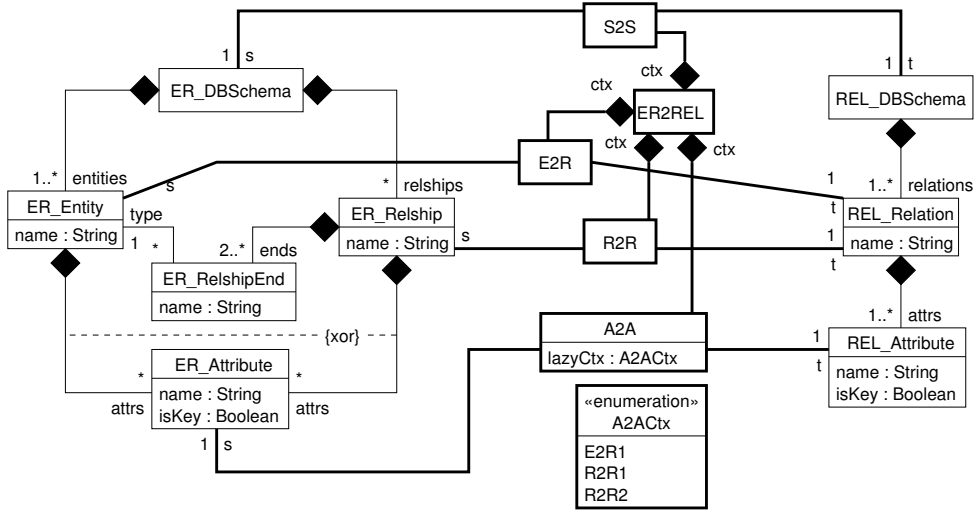 S2S
1 s
1 t
ctx
ER_DBSchema
ctx
ER2REL
REL_DBSchema
ctx
ctx
E2R
1..* entities
s
* relships
1
t
1..* relations
ER_Entity
name : String
type
1 *
2..* ends
ER_Relship
name : String
s
R2R
1
t
REL_Relation
name : String
ER_RelshipEnd
name : String
{xor}
A2A
lazyCtx : A2ACtx
1..* attrs
1
t
REL_Attribute
name : String
isKey : Boolean
ER_Attribute
name : String
isKey : Boolean
*
attrs
*
attrs
1 s
«enumeration»
A2ACtx
E2R1
R2R1
R2R2